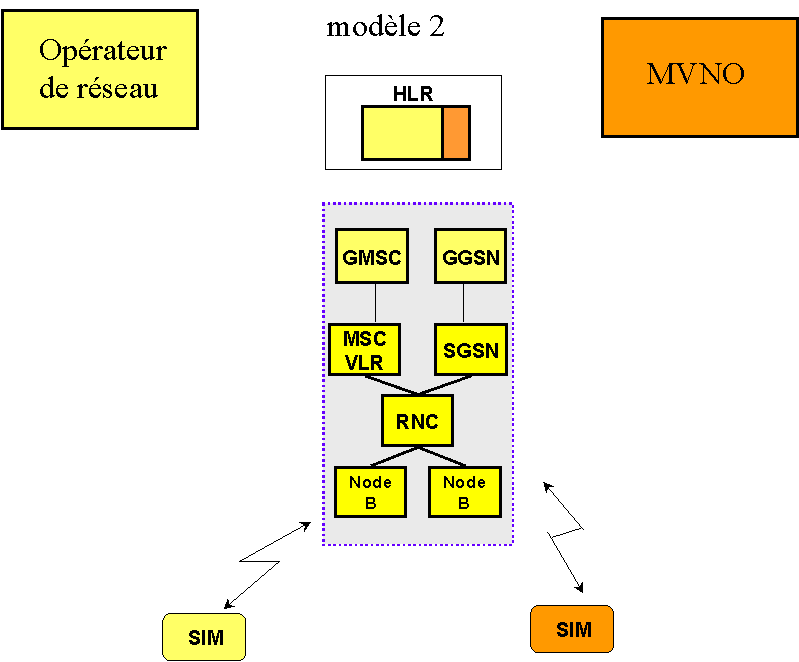 modèle 2
Opérateur
de réseau
MVNO
HLR
GMSC
GGSN
MSC
VLR
SGSN
RNC
Node
B
Node
B
SIM
SIM